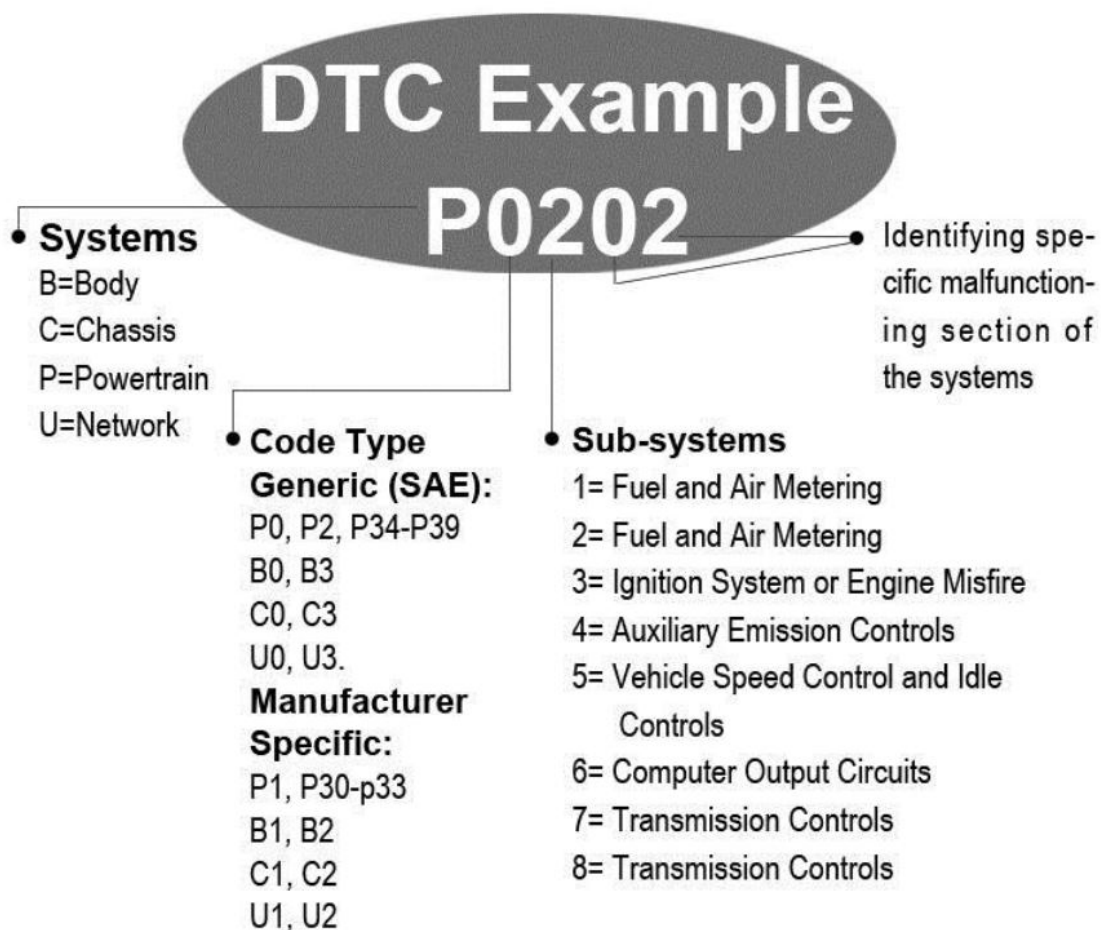 DTC Example
P0202
Systems
B=Body
C=Chassis
P=Powertrain
U=Network
Identifying spe-
cific malfunction-
ing section of
the systems
Code Type
Generic (SAE):
P0, P2, P34-P39
B0, B3
C0, C3
U0, U3.
Manufacturer
Specific:
P1, P30-p33
B1, B2
C1, C2
U1, U2
Sub-systems
1= Fuel and Air Metering
2= Fuel and Air Metering
3= Ignition System or Engine Misfire
4= Auxiliary Emission Controls
5= Vehicle Speed Control and Idle
Controls
6= Computer Output Circuits
7= Transmission Controls
8= Transmission Controls